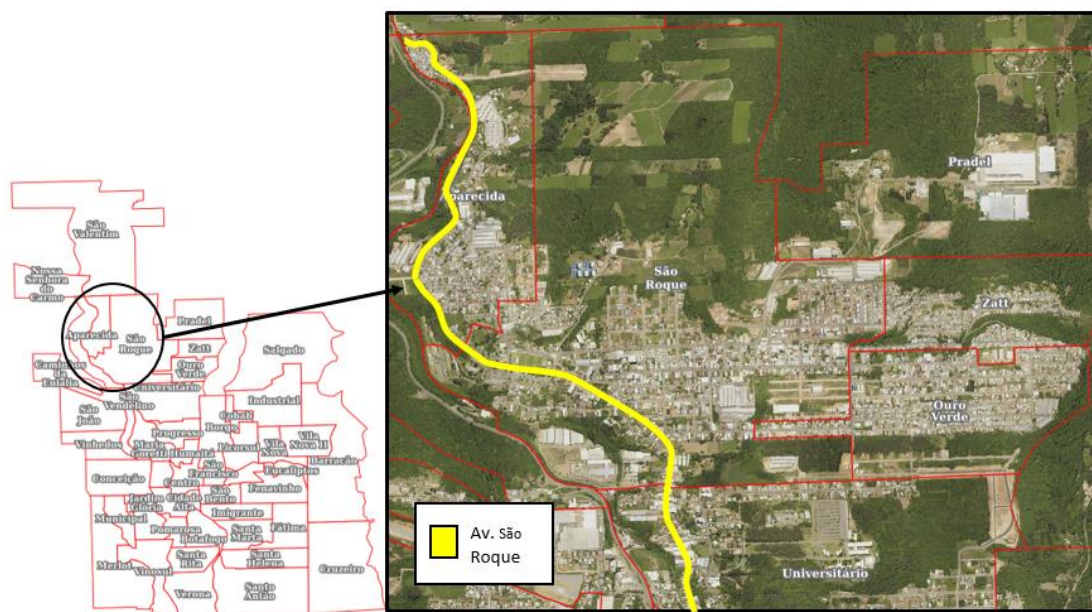 São
Valentim
Nossa
Senhora
do
Carmo
Aparecida
São
Roque
Pradel
Zatt
Ouro
Verde
Salgado
Caminhos
da Eulália
Universitário
São
Vendelino
São
João
Industrial
Cohab
Borgo
Progresso
Vinhedos
Maria
Goretti
Humaitá
Licorsul
Vila
Nova
Vila
Nova II
Barracão
São
Francisco
Eucaliptos
Conceição
Centro
Fenavinho
Jardim
Glória
Cidade
Alta
São
Bento
Municipal
Imigrante
Pomarosa
Botafogo
Santa
Marta
Fátima
Merlot
Vinosul
Santa
Rita
Santa
Helena
Cruzeiro
Verona
Santo
Antão
Aparecida
Pradel
São
Roque
Zatt
Ouro
Verde
Universitário
Av. São
Roque